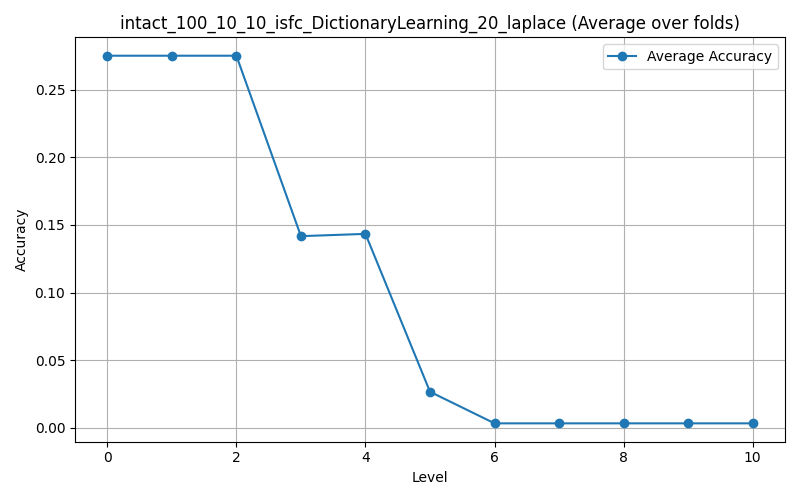 intact_100_10_10_isfc_DictionaryLearning_20_laplace (Average over folds)
Average Accuracy
Accuracy
0.25
0.20
0.15
0.10
0.05
0.00
0 2 4 6 8 10
Level